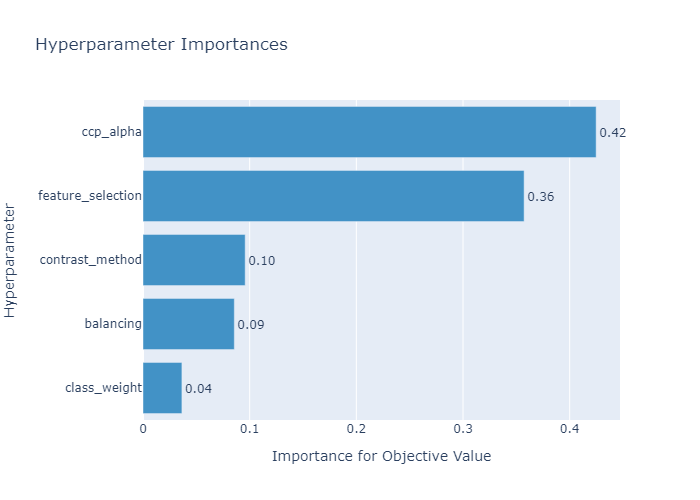 Hyperparameter Importances
Hyperparameter
ccp_alpha
0.42
feature_selection
0.36
contrast_method
0.10
balancing
0.09
class_weight
0.04
0
0.1
0.2
0.3
0.4
Importance for Objective Value